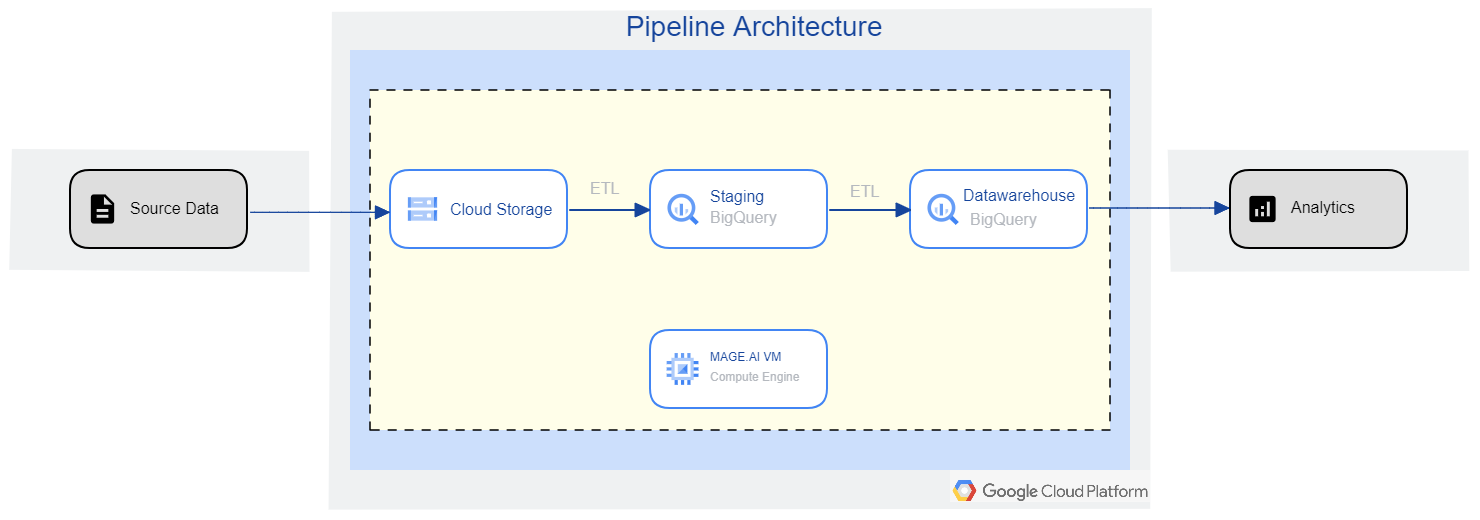 Pipeline Architecture
Source Data
Cloud Storage
ETL
Staging
BigQuery
ETL
Datawarehouse
BigQuery
Analytics
MAGE.AI VM
Compute Engine
Google Cloud Platform